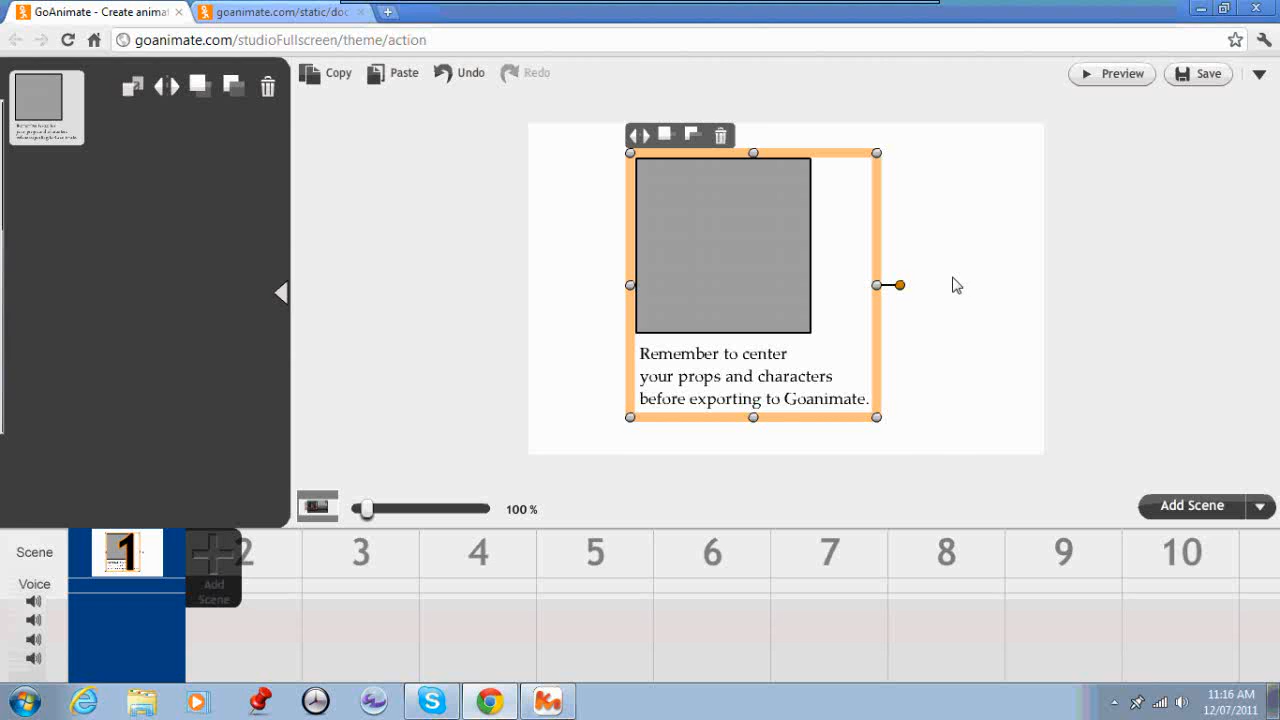 GoAnimate - Create animat
goanimate.com/static/doc
goanimate.com/studioFullscreen/theme/action
Copy
Paste
Undo
Redo
Preview
Save
Remember to center
your props and characters
before exporting to Goanimate.
100 %
Add Scene
Scene
1
2
3
4
5
6
7
8
9
10
Add
Scene
Voice
11:16 AM
12/07/2011